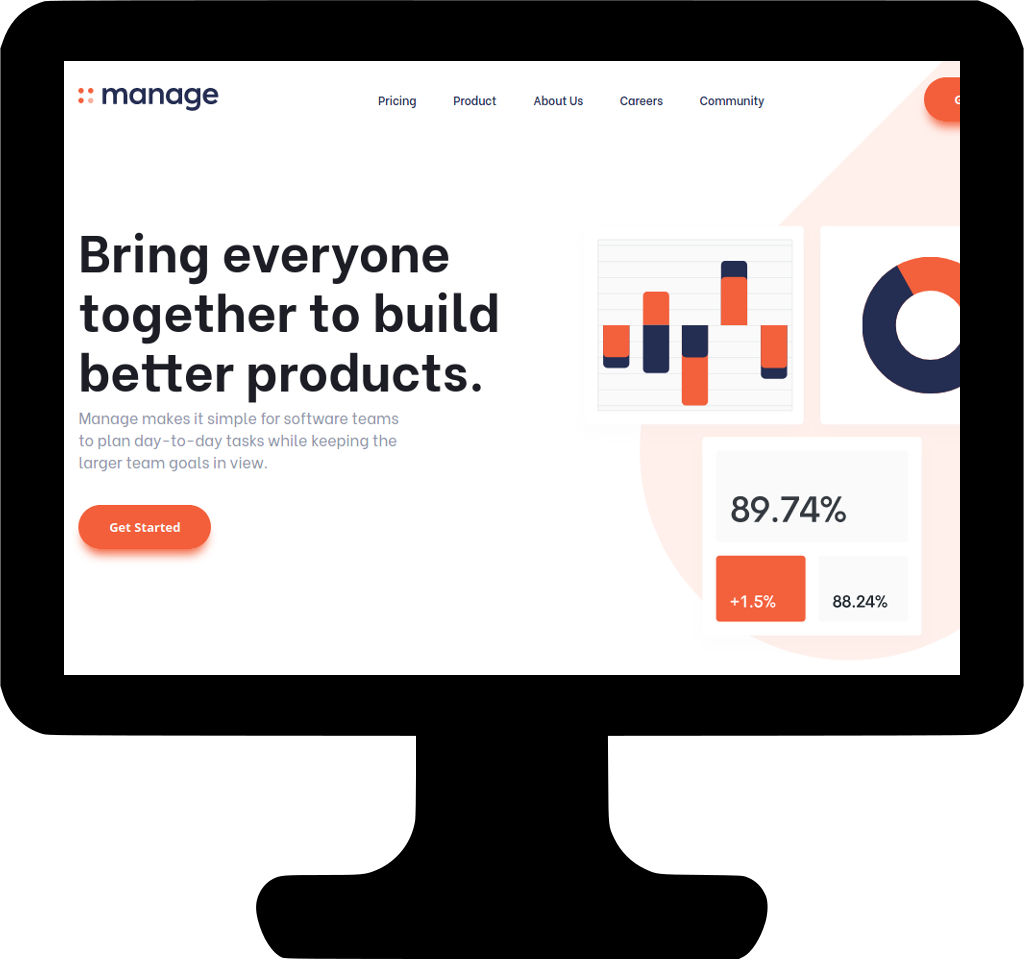 manage
Pricing
Product
About Us
Careers
Community
Bring everyone
together to build
better products.
Manage makes it simple for software teams
to plan day-to-day tasks while keeping the
larger team goals in view.
Get Started
89.74%
+1.5%
88.24%